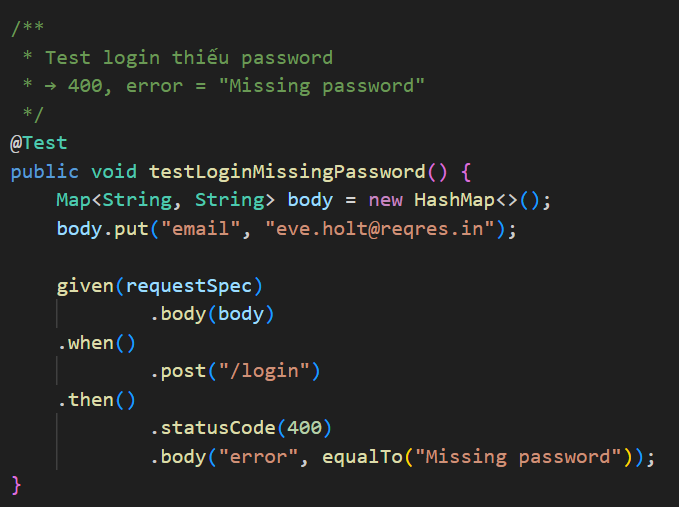 /**
 * Test login thiếu password
 * → 400, error = "Missing password"
 */
@Test
public void testLoginMissingPassword() {
    Map<String, String> body = new HashMap<>();
    body.put("email", "eve.holt@reqres.in");

    given(requestSpec)
            .body(body)
    .when()
            .post("/login")
    .then()
            .statusCode(400)
            .body("error", equalTo("Missing password"));
}